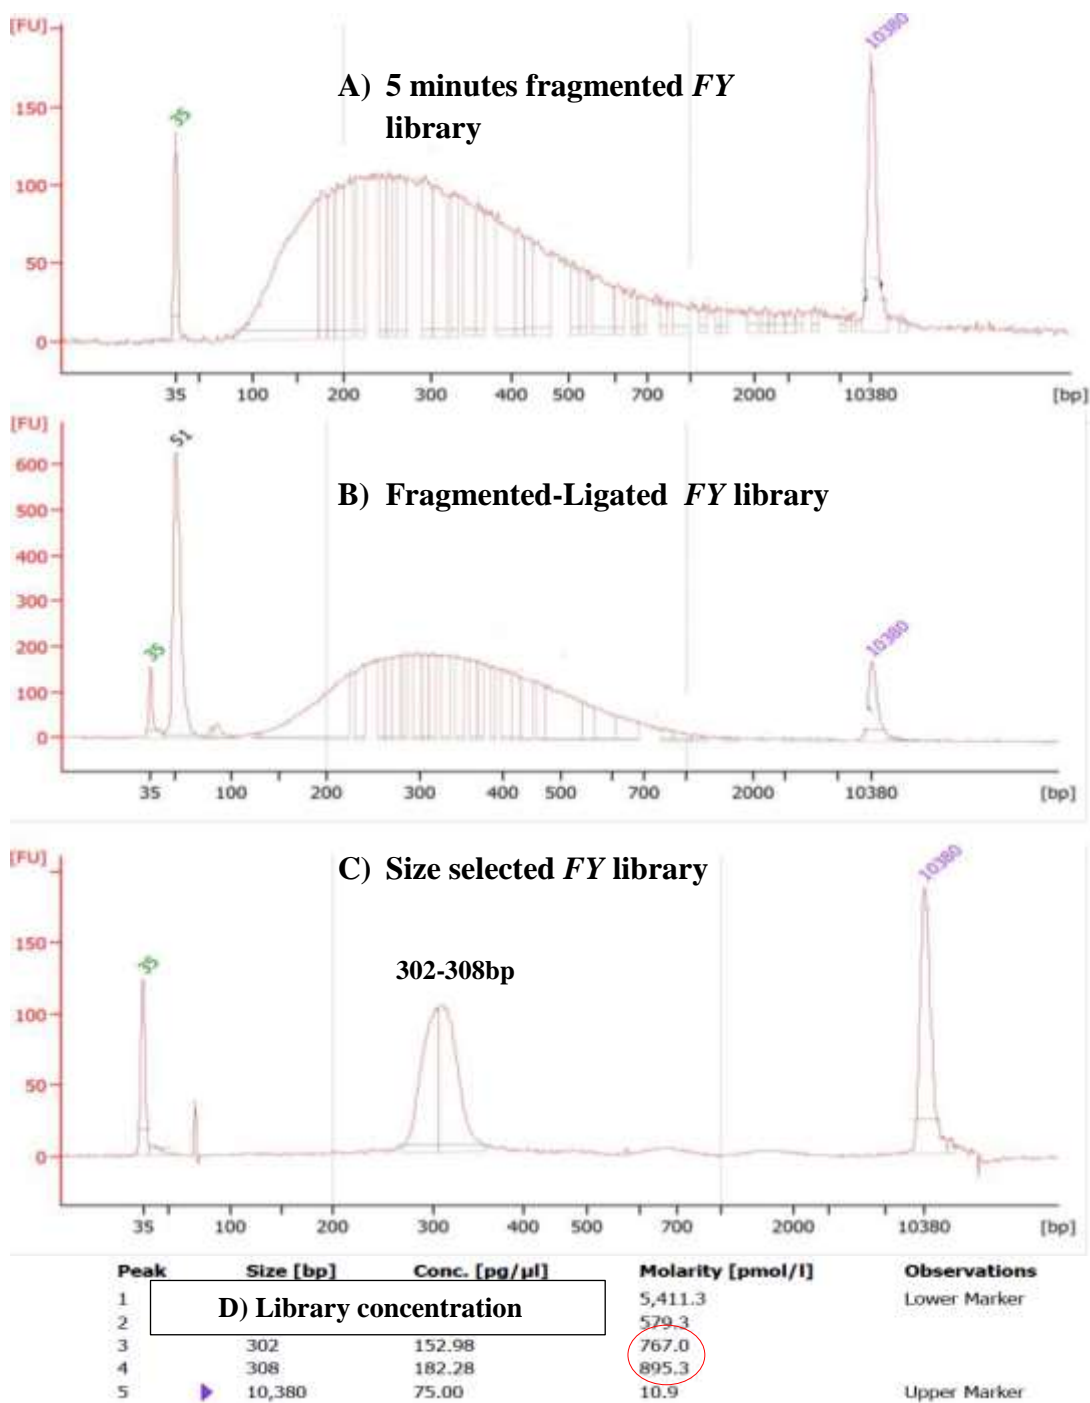 [FU]
10380
A) 5 minutes fragmented FY
library
150
35
100
50
0
35 100 200 300 400 500 700 2000 10380 [bp]
[FU]
51
600
B) Fragmented-Ligated FY library
500
400
300
200
35
10380
100
0
35 100 200 300 400 500 700 2000 10380 [bp]
[FU]
10380
C) Size selected FY library
150
35
302-308bp
100
50
0
35 100 200 300 400 500 700 2000 10380 [bp]
Peak Size [bp] Conc. [pg/µl] Molarity [pmol/l] Observations
1 5,411.3 Lower Marker
D) Library concentration
2 579.3
3 302 152.98 767.0
4 308 182.28 895.3
5 10,380 75.00 10.9 Upper Marker